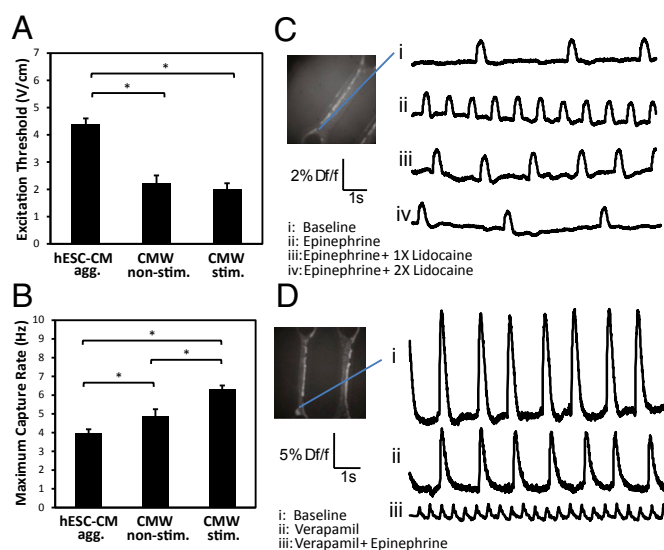 A
Excitation Threshold (V/cm)
7
6
5
4
3
2
1
0
*
*
hESC-CM agg.
CMW non-stim.
CMW stim.
B
Maximum Capture Rate (Hz)
10
9
8
7
6
5
4
3
2
1
0
*
*
*
hESC-CM agg.
CMW non-stim.
CMW stim.
C
i
ii
iii
iv
2% Df/f
1s
i: Baseline
ii: Epinephrine
iii:Epinephrine+ 1X Lidocaine
iv:Epinephrine + 2X Lidocaine
D
i
ii
iii
5% Df/f
1s
i: Baseline
ii: Verapamil
iii:Verapamil+ Epinephrine